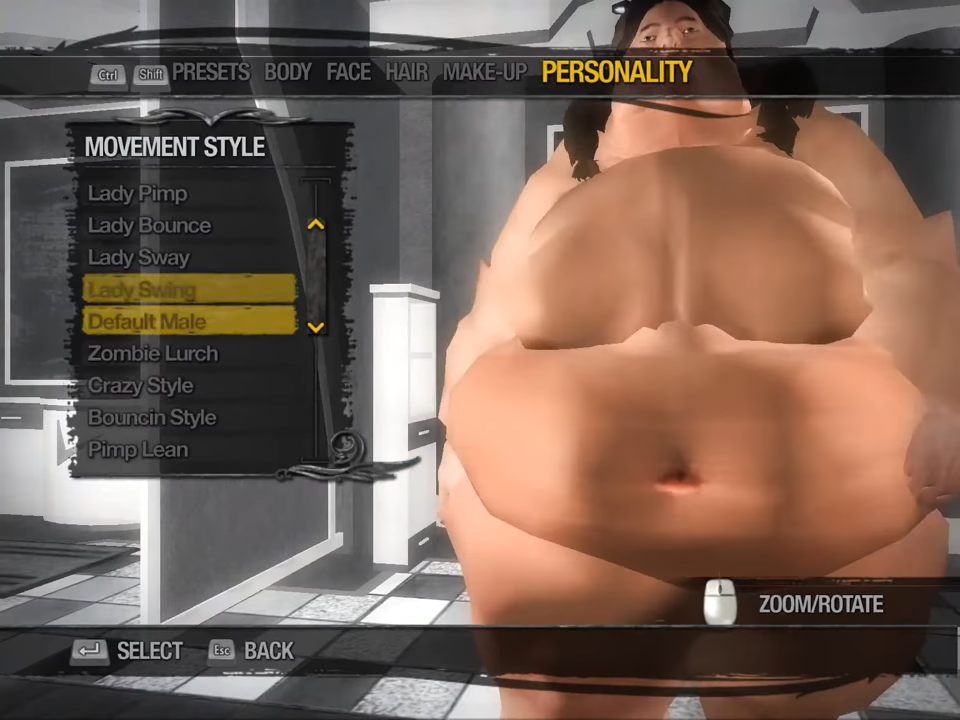 Ctrl Shift PRESETS BODY FACE HAIR MAKE-UP PERSONALITY
MOVEMENT STYLE
Lady Pimp
Lady Bounce
Lady Sway
Lady Swing
Default Male
Zombie Lurch
Crazy Style
Bouncin Style
Pimp Lean
ZOOM/ROTATE
SELECT Esc BACK